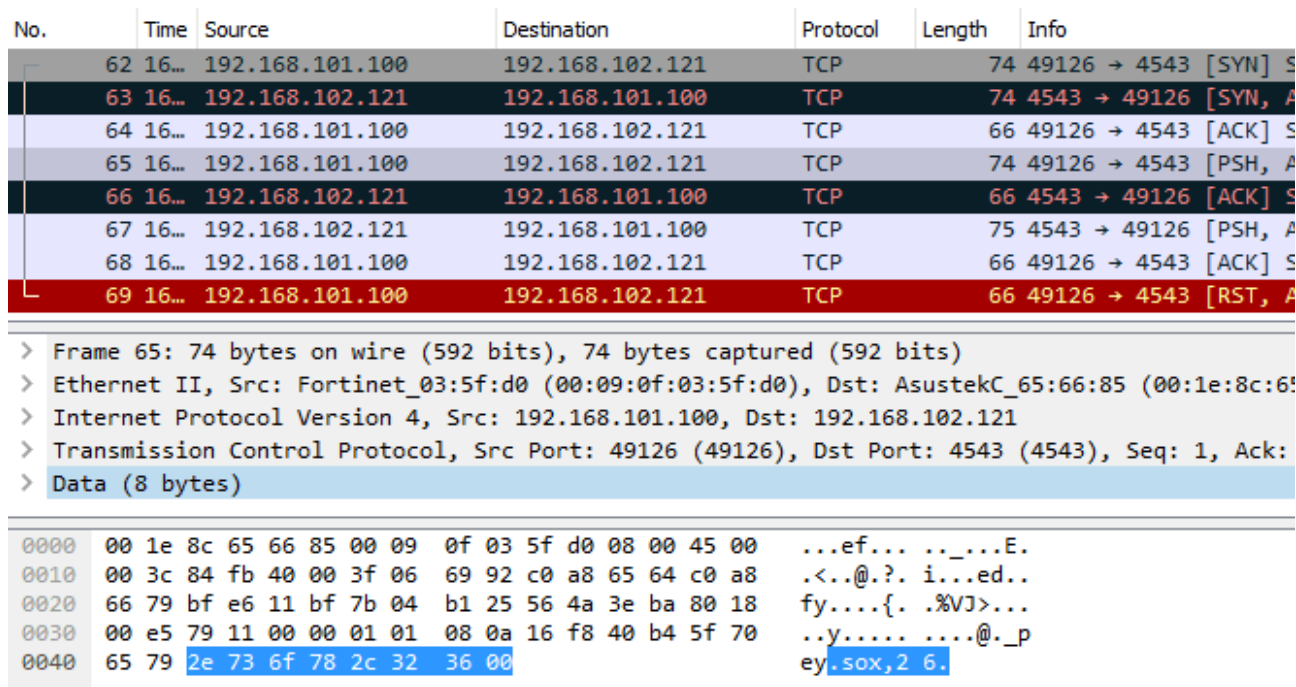 No. Time Source Destination Protocol Length Info
62 16… 192.168.101.100 192.168.102.121 TCP 74 49126 → 4543 [SYN] S
63 16… 192.168.102.121 192.168.101.100 TCP 74 4543 → 49126 [SYN, A
64 16… 192.168.101.100 192.168.102.121 TCP 66 49126 → 4543 [ACK] S
65 16… 192.168.101.100 192.168.102.121 TCP 74 49126 → 4543 [PSH, A
66 16… 192.168.102.121 192.168.101.100 TCP 66 4543 → 49126 [ACK] S
67 16… 192.168.102.121 192.168.101.100 TCP 75 4543 → 49126 [PSH, A
68 16… 192.168.101.100 192.168.102.121 TCP 66 49126 → 4543 [ACK] S
69 16… 192.168.101.100 192.168.102.121 TCP 66 49126 → 4543 [RST, A
> Frame 65: 74 bytes on wire (592 bits), 74 bytes captured (592 bits)
> Ethernet II, Src: Fortinet_03:5f:d0 (00:09:0f:03:5f:d0), Dst: AsustekC_65:66:85 (00:1e:8c:65
> Internet Protocol Version 4, Src: 192.168.101.100, Dst: 192.168.102.121
> Transmission Control Protocol, Src Port: 49126 (49126), Dst Port: 4543 (4543), Seq: 1, Ack:
> Data (8 bytes)
0000 00 1e 8c 65 66 85 00 09 0f 03 5f d0 08 00 45 00 ...ef... .._...E.
0010 00 3c 84 fb 40 00 3f 06 69 92 c0 a8 65 64 c0 a8 .<..@.?. i...ed..
0020 66 79 bf e6 11 bf 7b 04 b1 25 56 4a 3e ba 80 18 fy....{. .%VJ>...
0030 00 e5 79 11 00 00 01 01 08 0a 16 f8 40 b4 5f 70 ..y..... ....@._p
0040 65 79 2e 73 6f 78 2c 32 36 00 ey.sox,2 6.